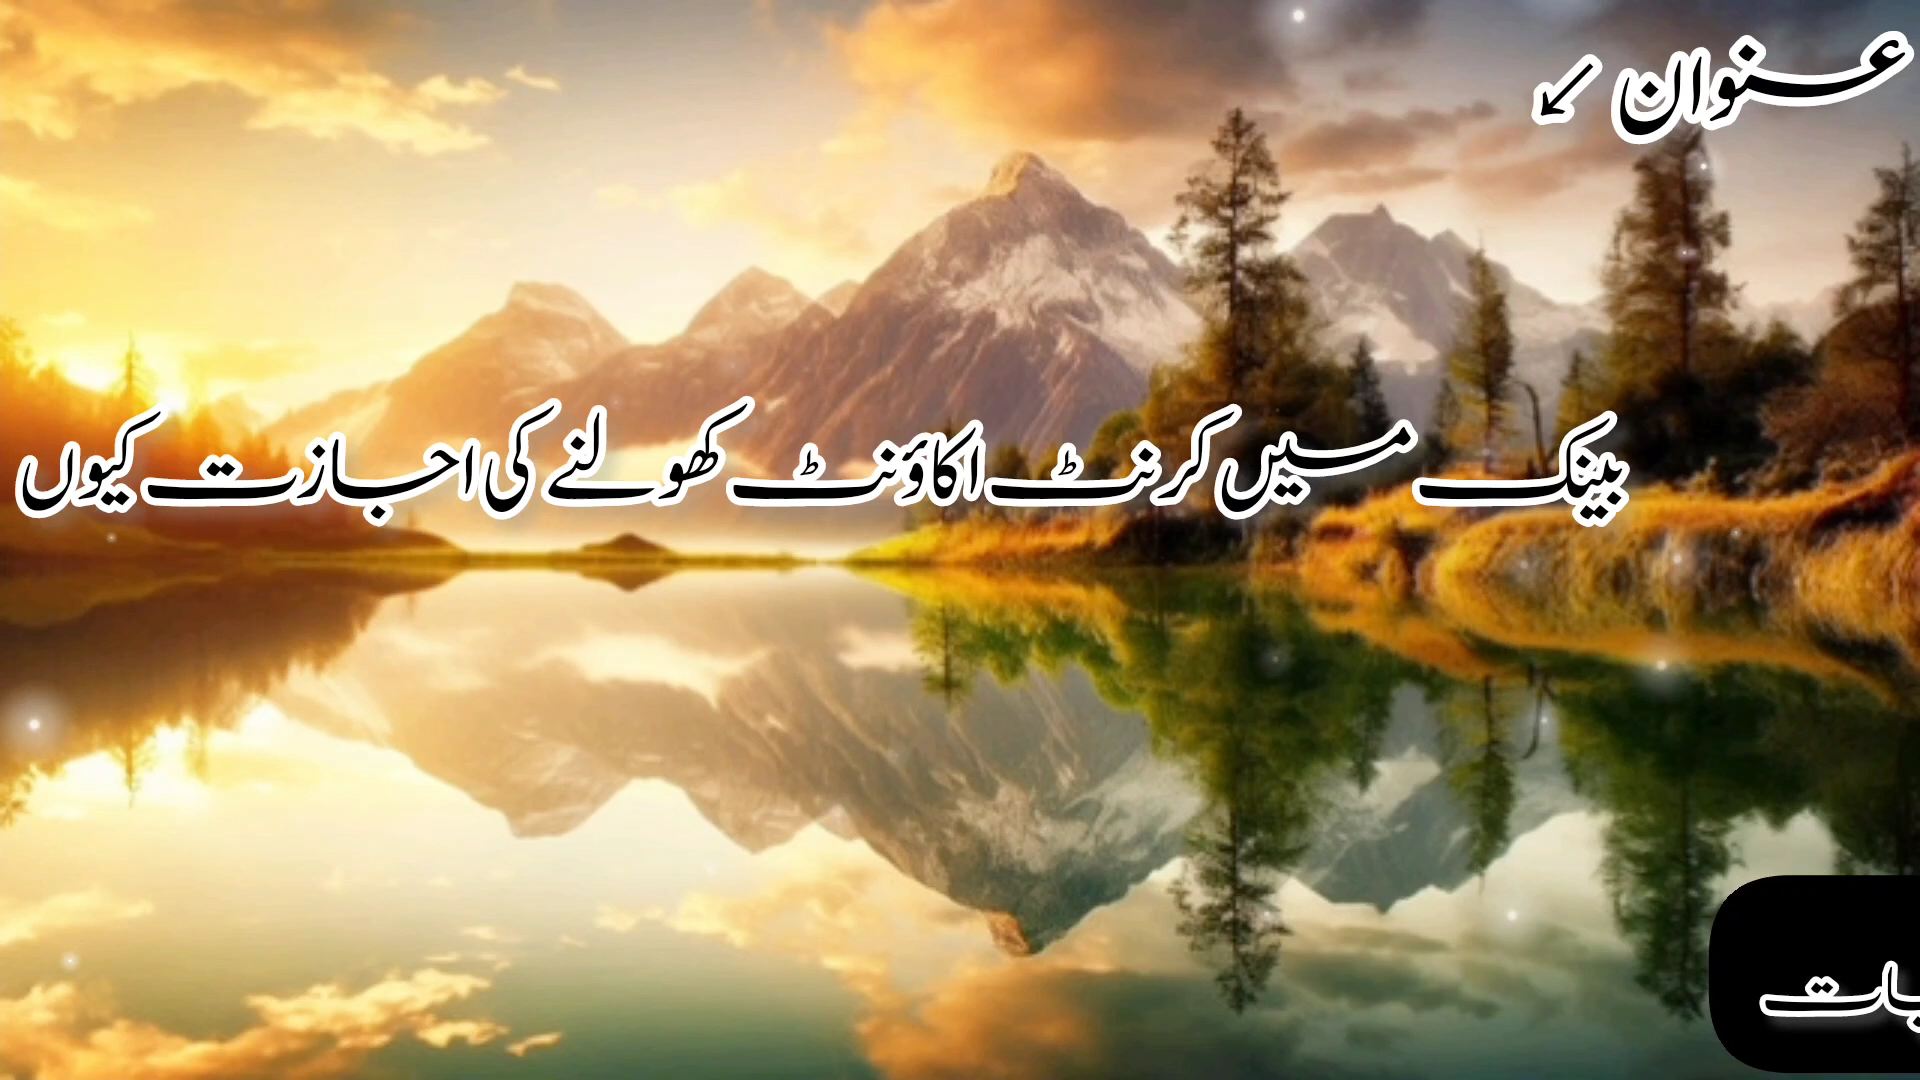 عنوان ↙
بینک میں کرنٹ اکاؤنٹ کھولنے کی اجازت کیوں